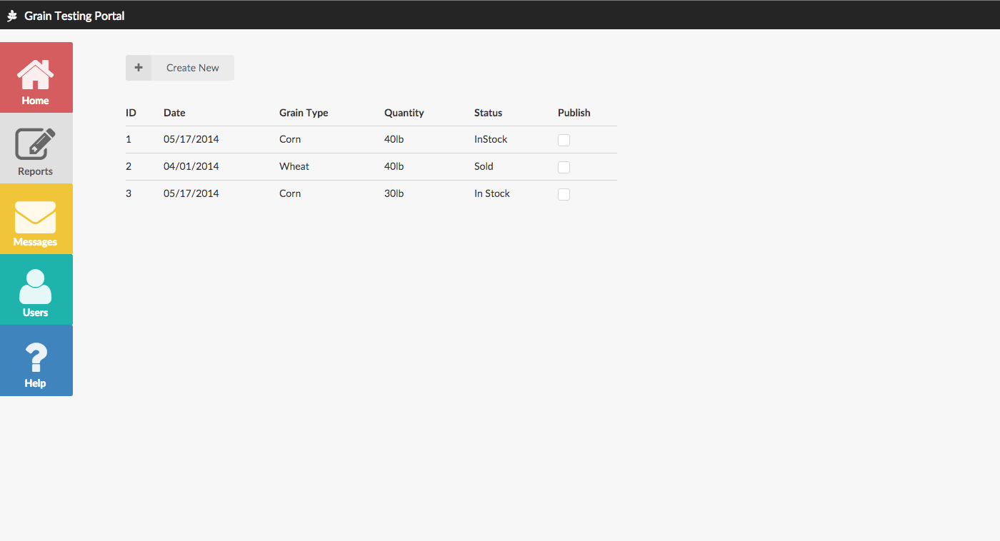 Grain Testing Portal
Home
Reports
Messages
Users
Help
+ Create New
ID Date Grain Type Quantity Status Publish
1 05/17/2014 Corn 40lb InStock
2 04/01/2014 Wheat 40lb Sold
3 05/17/2014 Corn 30lb In Stock